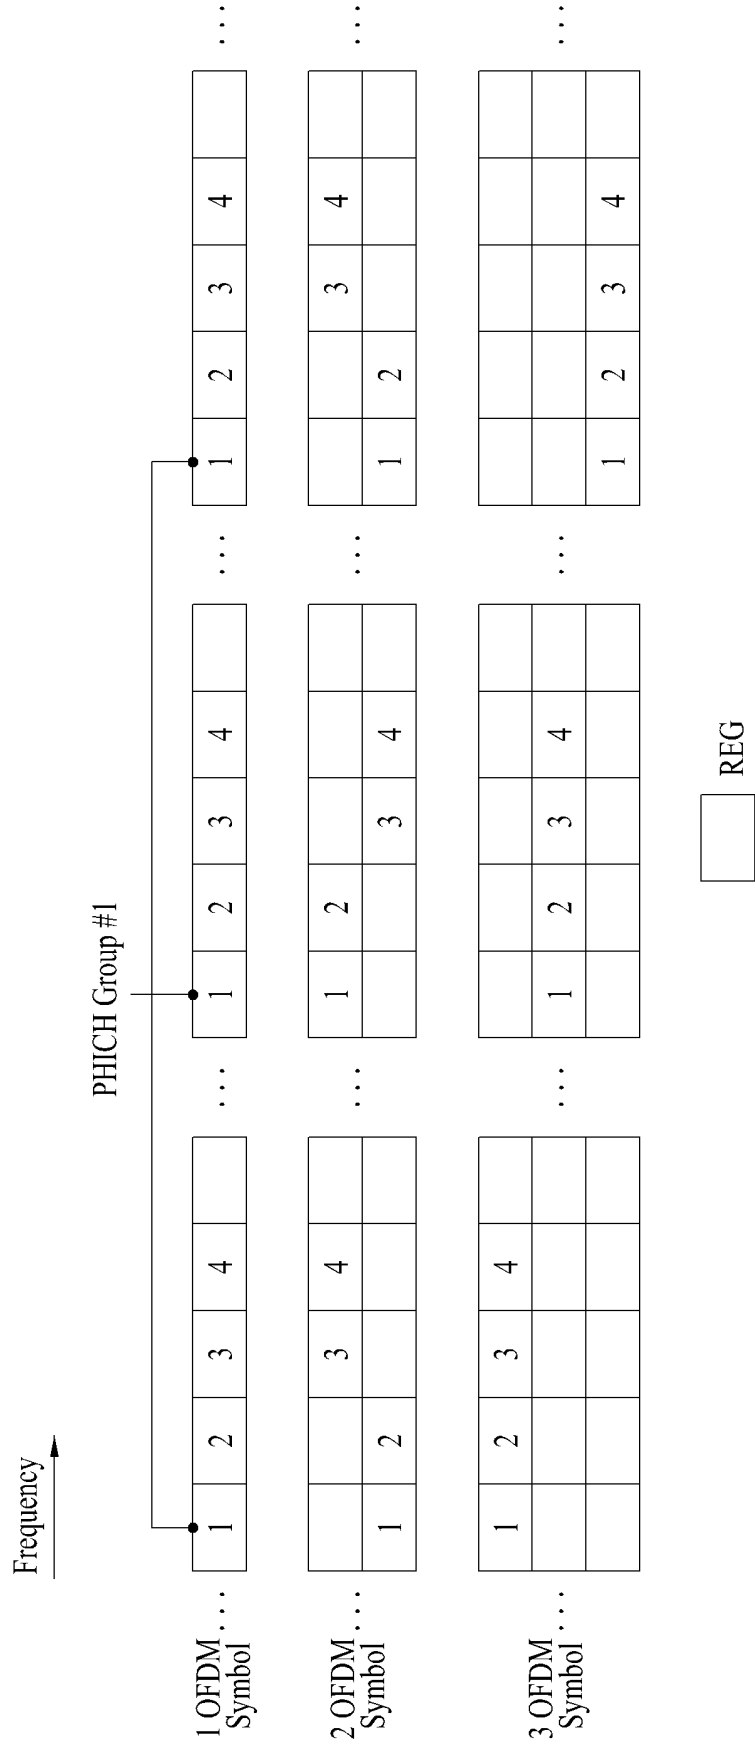 Frequency
PHICH Group #1
1 OFDM
Symbol
... 1 2 3 4 ... 1 2 3 4 ... 1 2 3 4 ...
2 OFDM
Symbol
... 3 4 ... 1 2 ... 3 4 ...
1 2 3 4 1 2
3 OFDM
Symbol
1 2 3 4
... 1 2 3 4 ...
1 2 3 4
REG